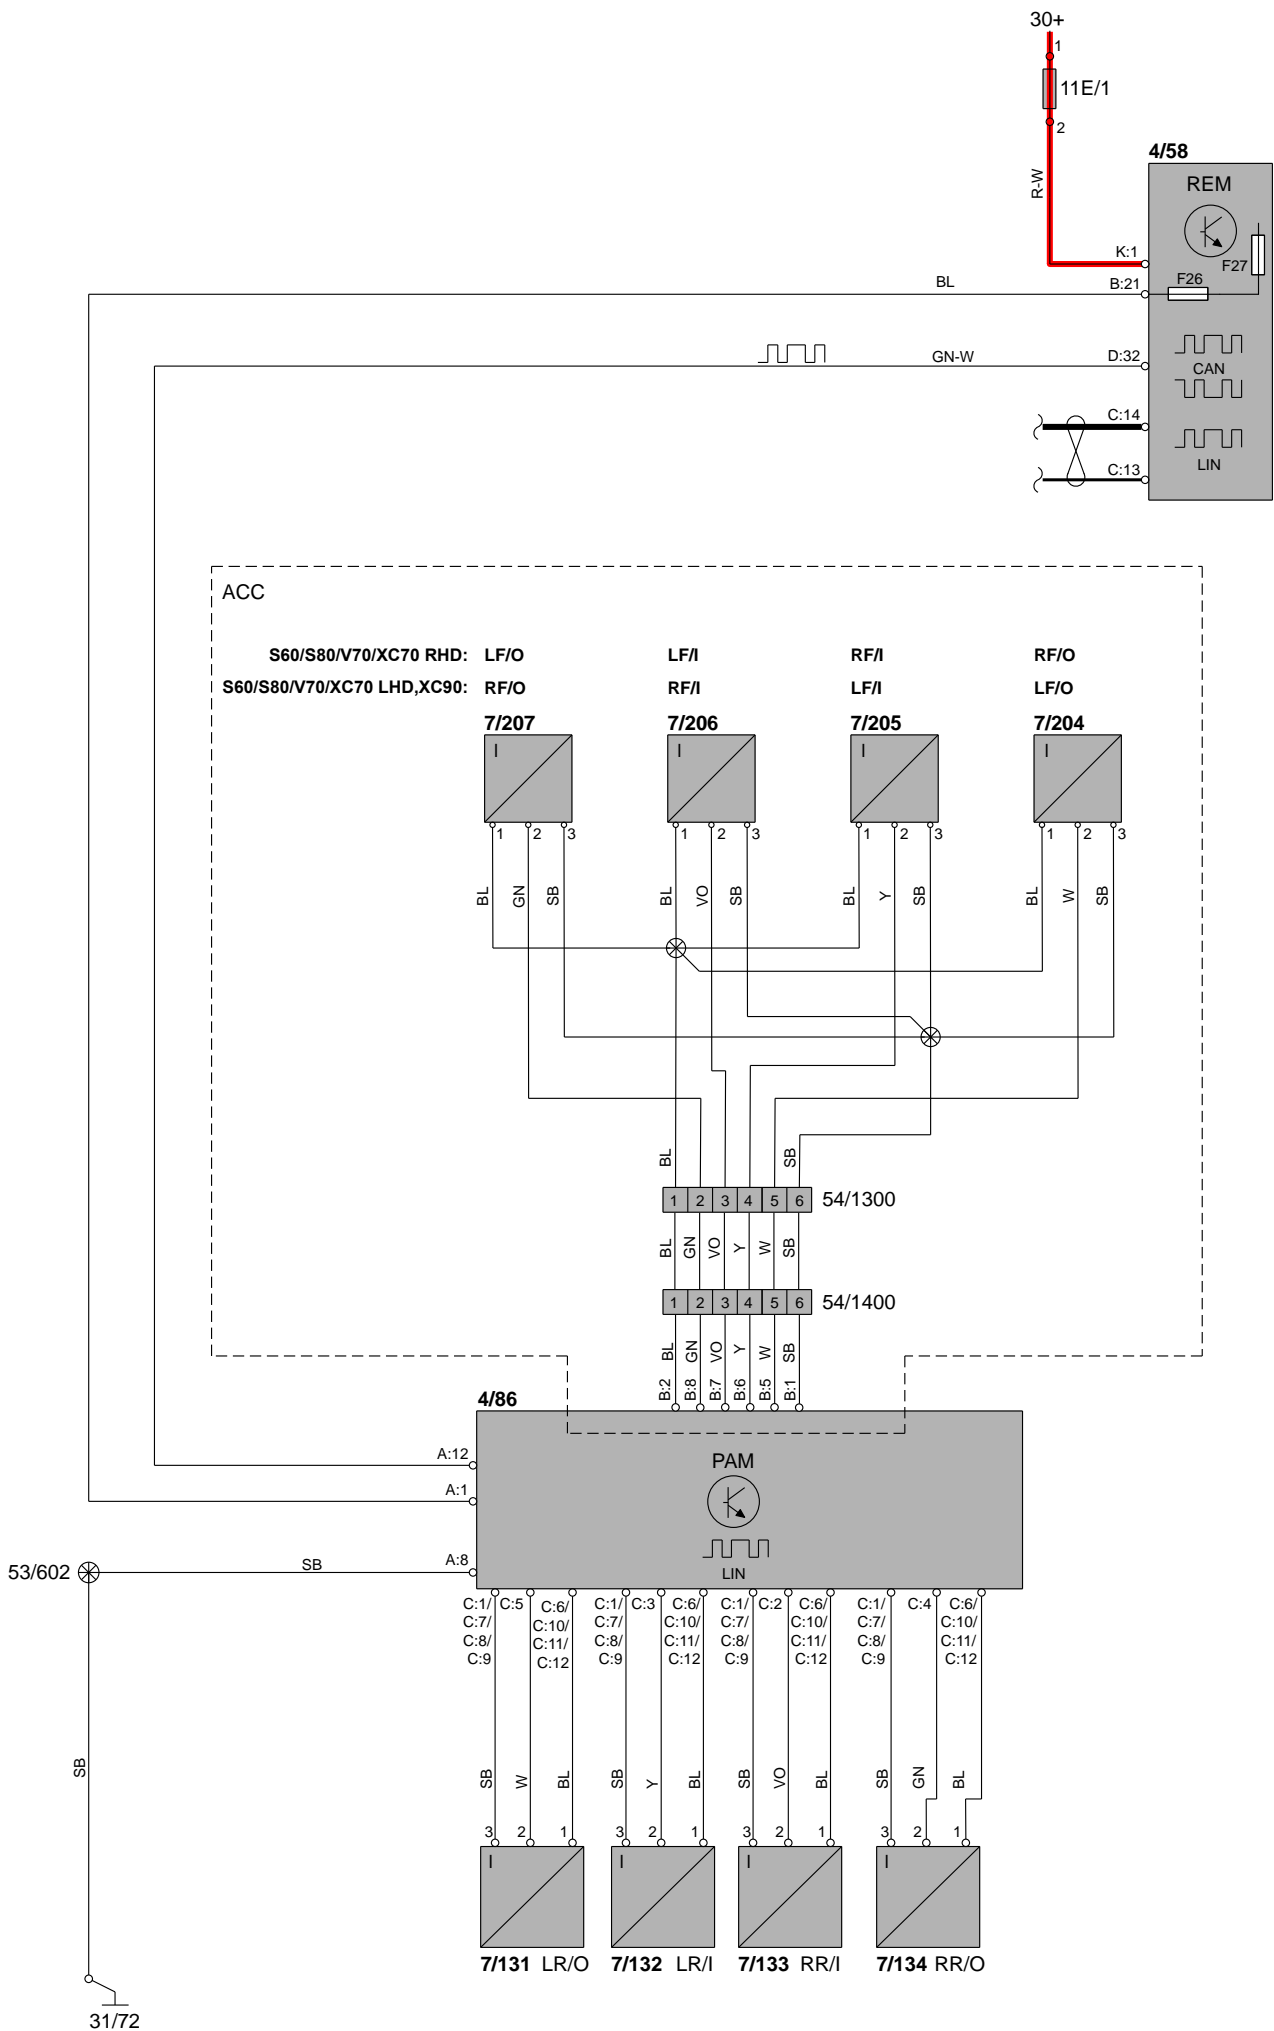 30+
1
11E/1
2
R-W
4/58
REM
K:1
F27
F26
BL
B:21
GN-W
D:32
CAN
C:14
LIN
C:13
ACC
S60/S80/V70/XC70 RHD: LF/O LF/I RF/I RF/O
S60/S80/V70/XC70 LHD,XC90: RF/O RF/I LF/I LF/O
7/207 7/206 7/205 7/204
I I I I
1 2 3 1 2 3 1 2 3 1 2 3
BL GN SB BL VO SB BL Y SB BL W SB
BL SB
1 2 3 4 5 6 54/1300
BL GN VO Y W SB
1 2 3 4 5 6 54/1400
BL GN VO Y W SB
B:2 B:8 B:7 B:6 B:5 B:1
4/86
A:12
PAM
A:1
LIN
53/602
SB
A:8
C:1/ C:5 C:6/ C:1/ C:3 C:6/ C:1/ C:2 C:6/ C:1/ C:4 C:6/
C:7/ C:10/ C:7/ C:10/ C:7/ C:10/ C:7/ C:10/
C:8/ C:11/ C:8/ C:11/ C:8/ C:11/ C:8/ C:11/
C:9 C:12 C:9 C:12 C:9 C:12 C:9 C:12
SB
SB W BL SB Y BL SB VO BL SB GN BL
3 2 1 3 2 1 3 2 1 3 2 1
I I I I
7/131 LR/O 7/132 LR/I 7/133 RR/I 7/134 RR/O
31/72